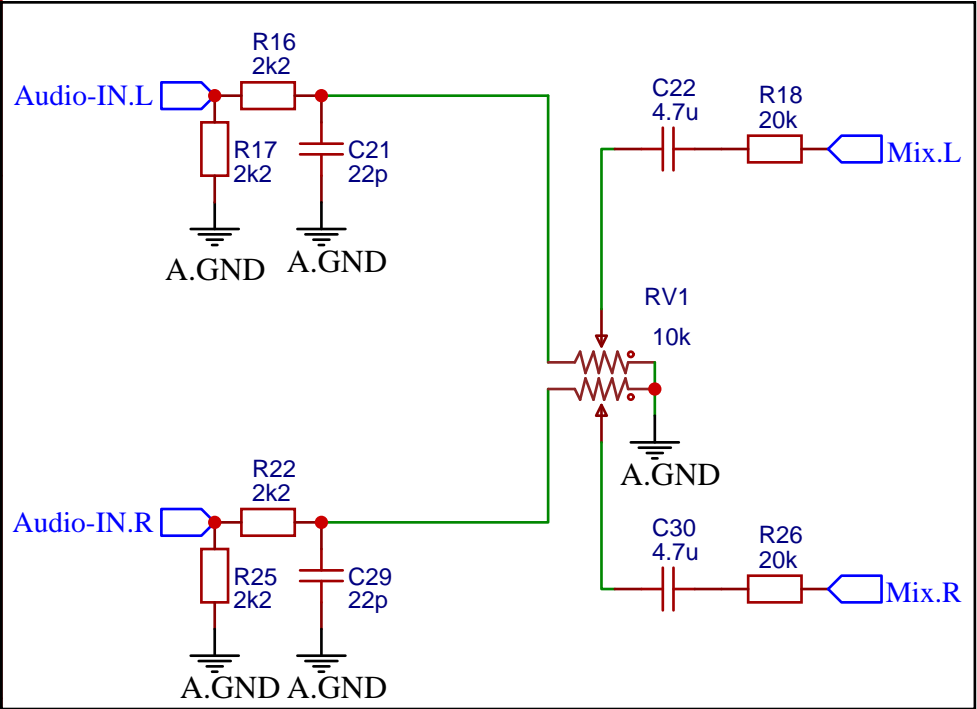 R16
2k2
Audio-IN.L
R17
2k2
C21
22p
A.GND
A.GND
C22
4.7u
R18
20k
Mix.L
RV1
10k
A.GND
R22
2k2
Audio-IN.R
R25
2k2
C29
22p
A.GND
A.GND
C30
4.7u
R26
20k
Mix.R